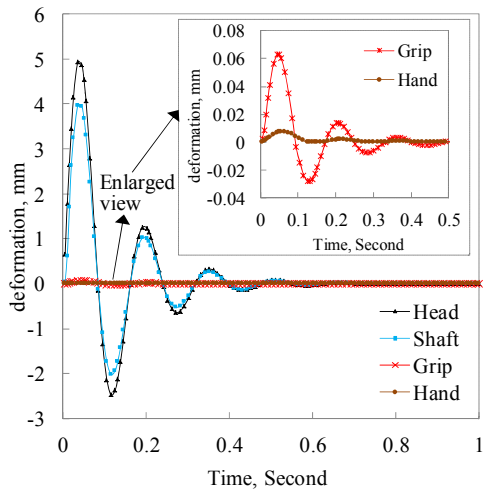 6
5
4
3
2
1
0
-1
-2
-3
deformation, mm
0
0.2
0.4
0.6
0.8
1
Time, Second
Enlarged
view
0.08
0.06
0.04
0.02
0
-0.02
-0.04
deformation, mm
0
0.1
0.2
0.3
0.4
0.5
Time, Second
Grip
Hand
Head
Shaft
Grip
Hand